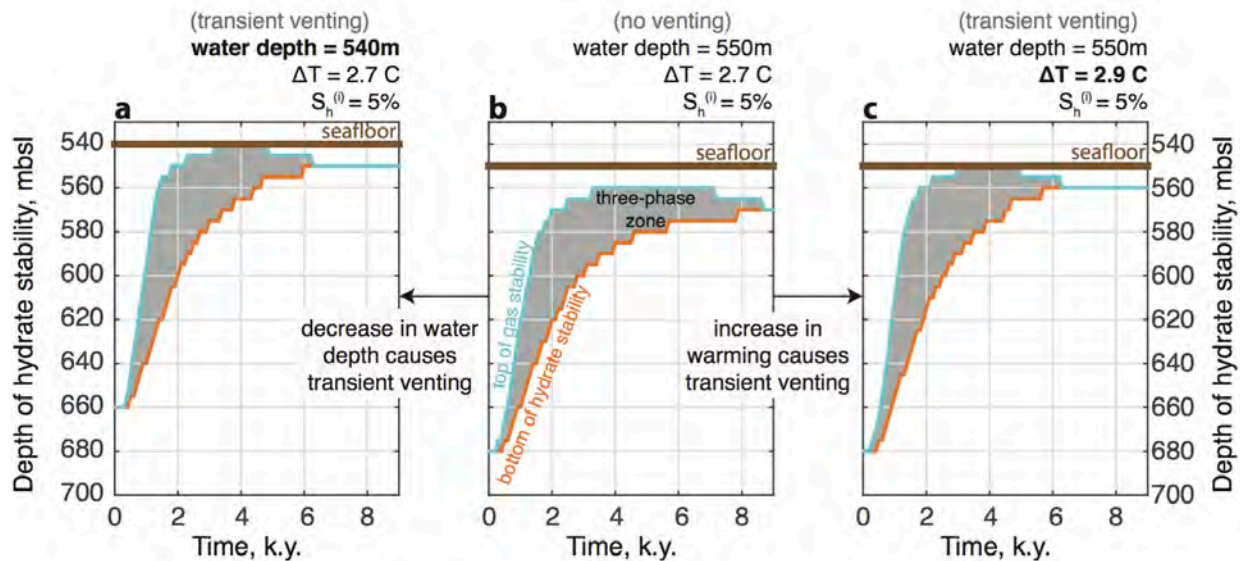 (transient venting)
water depth = 540m
ΔT = 2.7 C
Sₕ⁽ⁱ⁾ = 5%
(no venting)
water depth = 550m
ΔT = 2.7 C
Sₕ⁽ⁱ⁾ = 5%
(transient venting)
water depth = 550m
ΔT = 2.9 C
Sₕ⁽ⁱ⁾ = 5%
a
b
c
seafloor
seafloor
seafloor
Depth of hydrate stability, mbsl
540
560
580
600
620
640
660
680
700
three-phase
zone
top of gas stability
bottom of hydrate stability
decrease in water
depth causes
transient venting
increase in
warming causes
transient venting
540
560
580
600
620
640
660
680
700
Depth of hydrate stability, mbsl
0 2 4 6 8
0 2 4 6 8
0 2 4 6 8
Time, k.y.
Time, k.y.
Time, k.y.